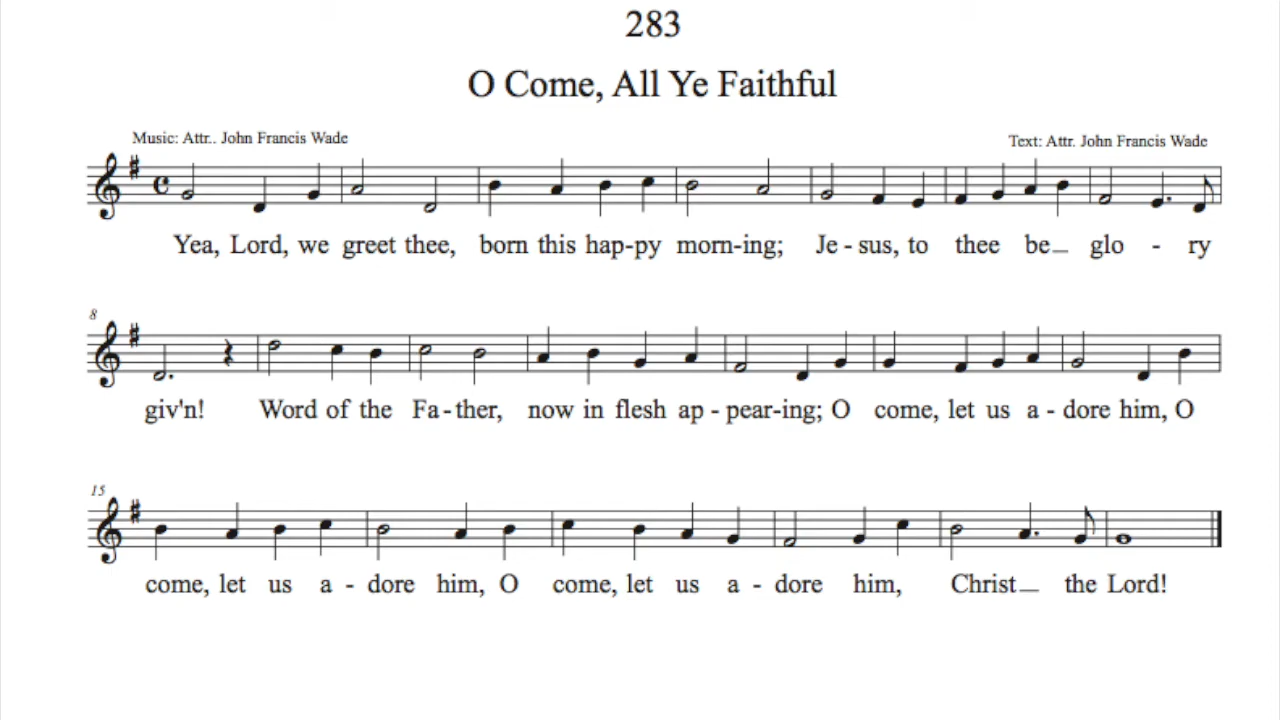 283
O Come, All Ye Faithful
Music: Attr.. John Francis Wade
Text: Attr. John Francis Wade
Yea, Lord, we greet thee, born this hap-py morn-ing; Je - sus, to thee be_ glo - ry
8
giv'n! Word of the Fa - ther, now in flesh ap - pear-ing; O come, let us a - dore him, O
15
come, let us a - dore him, O come, let us a - dore him, Christ_ the Lord!